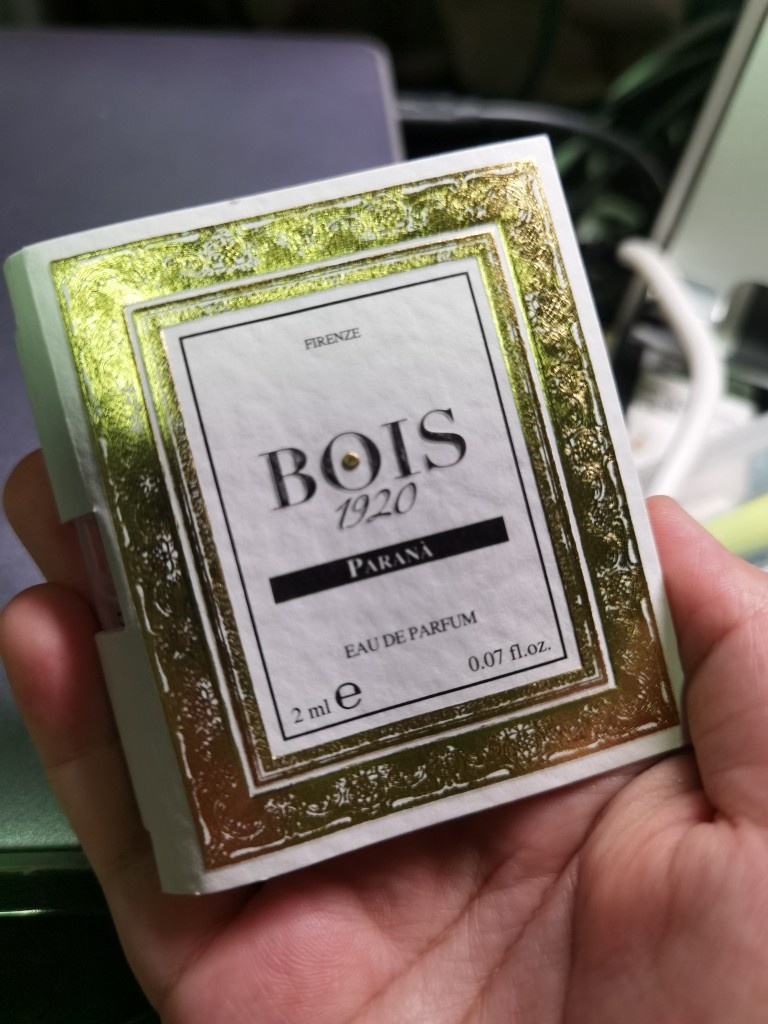 FIRENZE
BOIS
1920
PARANÀ
EAU DE PARFUM
2 ml e 0.07 fl.oz.